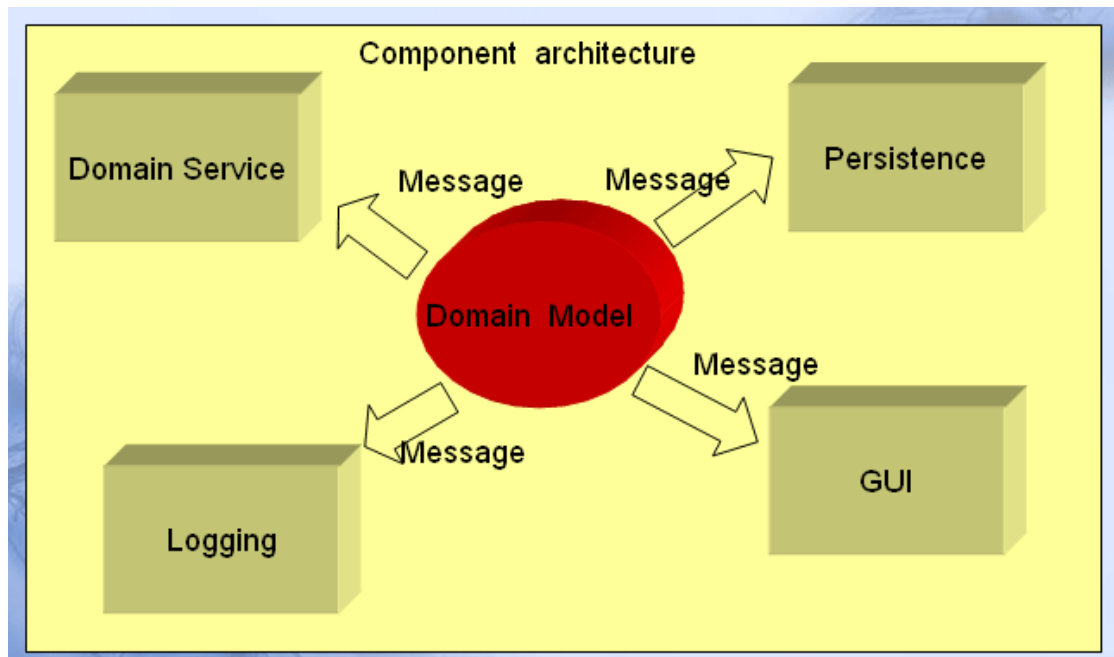 Component architecture
Domain Service
Persistence
Message
Message
Domain Model
Message
Message
GUI
Logging